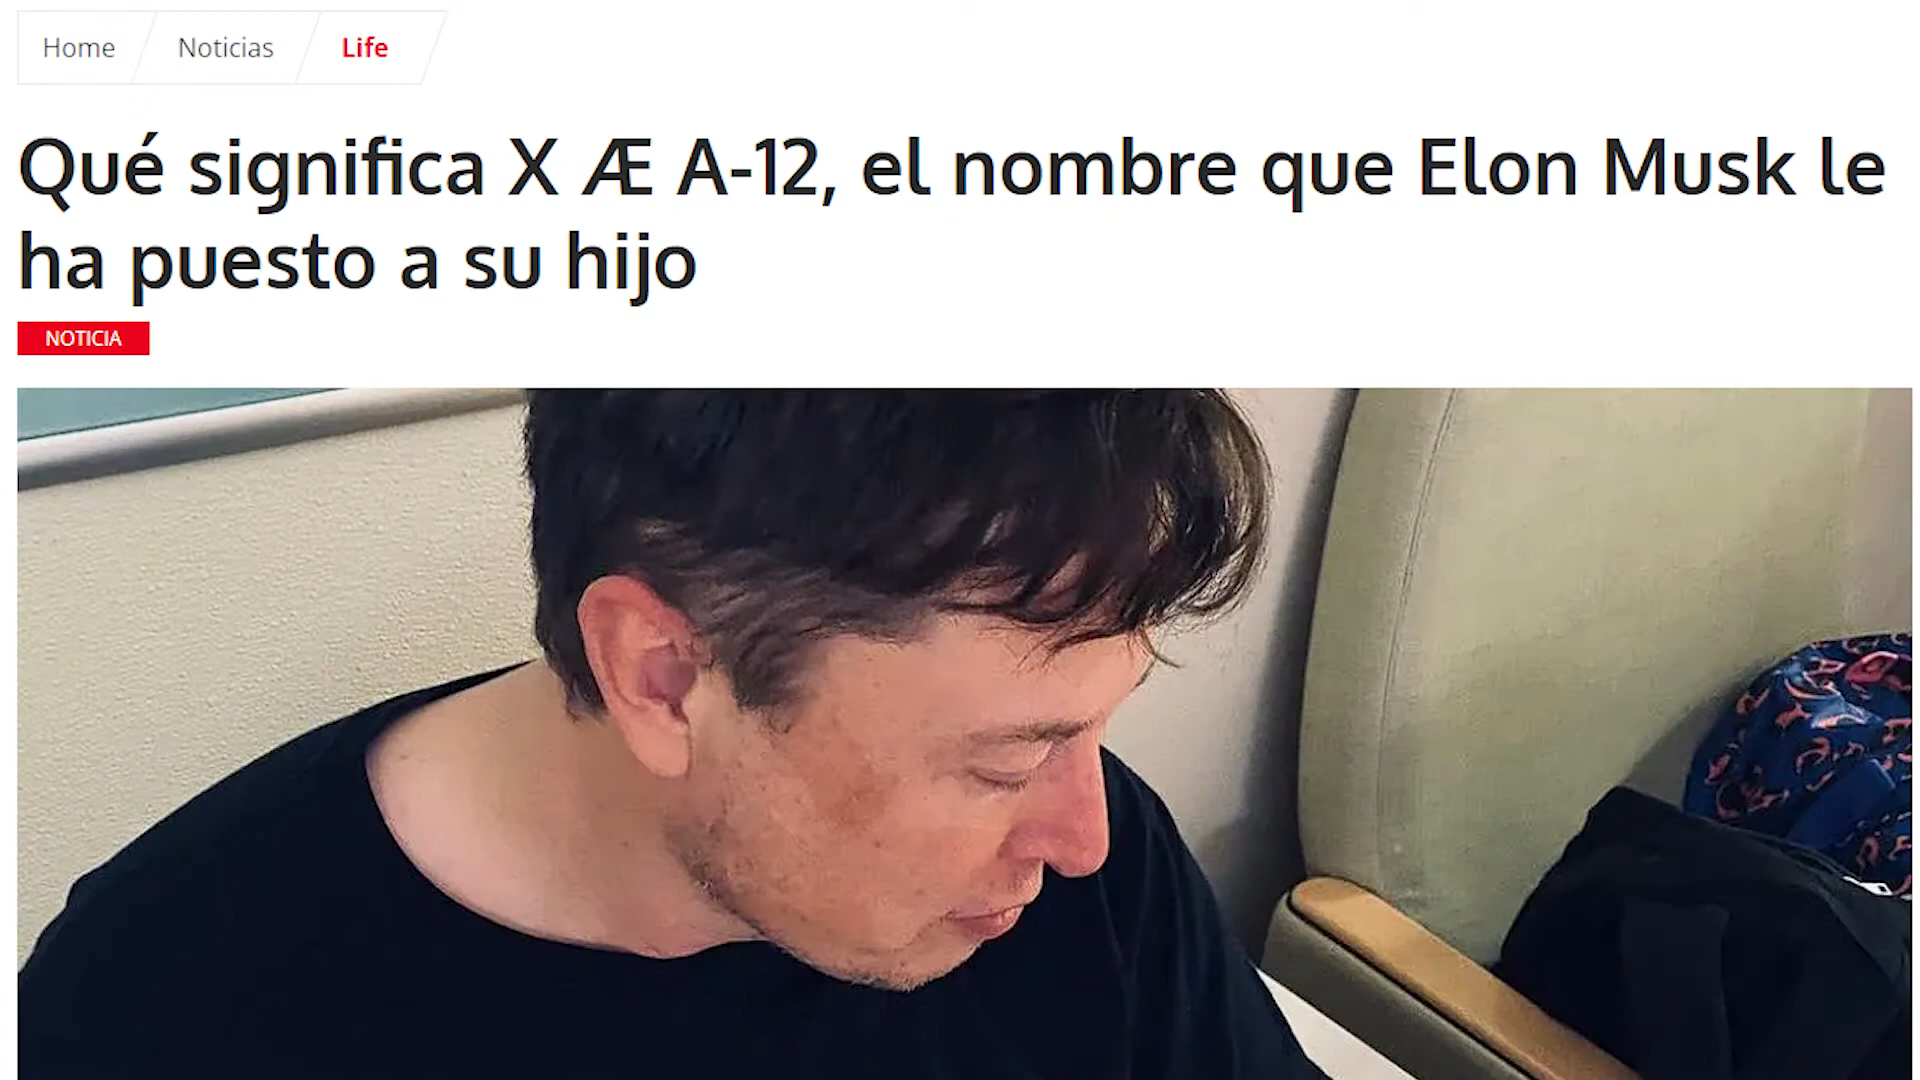 Home Noticias Life
Qué significa X Æ A-12, el nombre que Elon Musk le
ha puesto a su hijo
NOTICIA